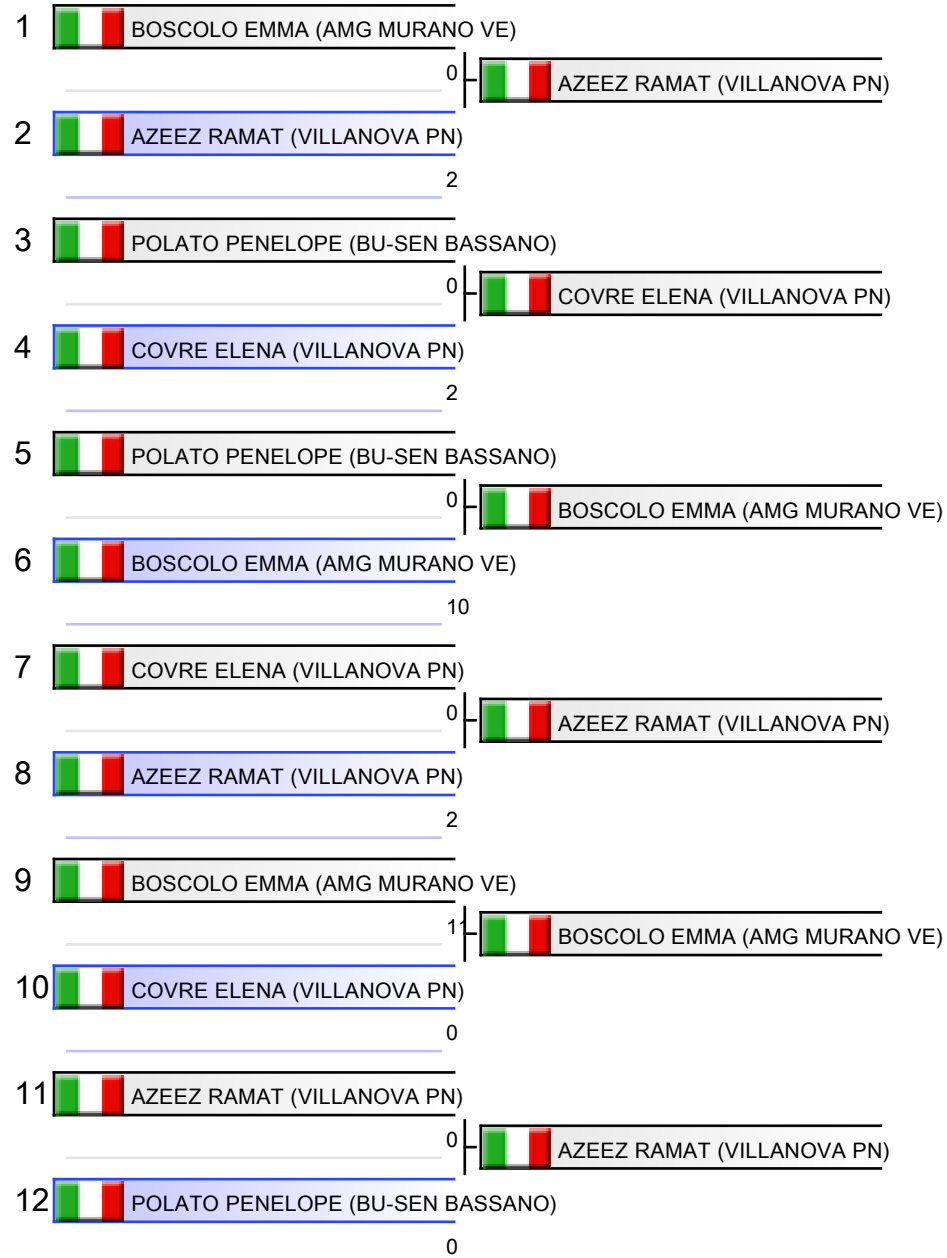 1 BOSCOLO EMMA (AMG MURANO VE)
0 AZEEZ RAMAT (VILLANOVA PN)
2 AZEEZ RAMAT (VILLANOVA PN)
2
3 POLATO PENELOPE (BU-SEN BASSANO)
0 COVRE ELENA (VILLANOVA PN)
4 COVRE ELENA (VILLANOVA PN)
2
5 POLATO PENELOPE (BU-SEN BASSANO)
0 BOSCOLO EMMA (AMG MURANO VE)
6 BOSCOLO EMMA (AMG MURANO VE)
10
7 COVRE ELENA (VILLANOVA PN)
0 AZEEZ RAMAT (VILLANOVA PN)
8 AZEEZ RAMAT (VILLANOVA PN)
2
9 BOSCOLO EMMA (AMG MURANO VE)
11 BOSCOLO EMMA (AMG MURANO VE)
10 COVRE ELENA (VILLANOVA PN)
0
11 AZEEZ RAMAT (VILLANOVA PN)
0 AZEEZ RAMAT (VILLANOVA PN)
12 POLATO PENELOPE (BU-SEN BASSANO)
0